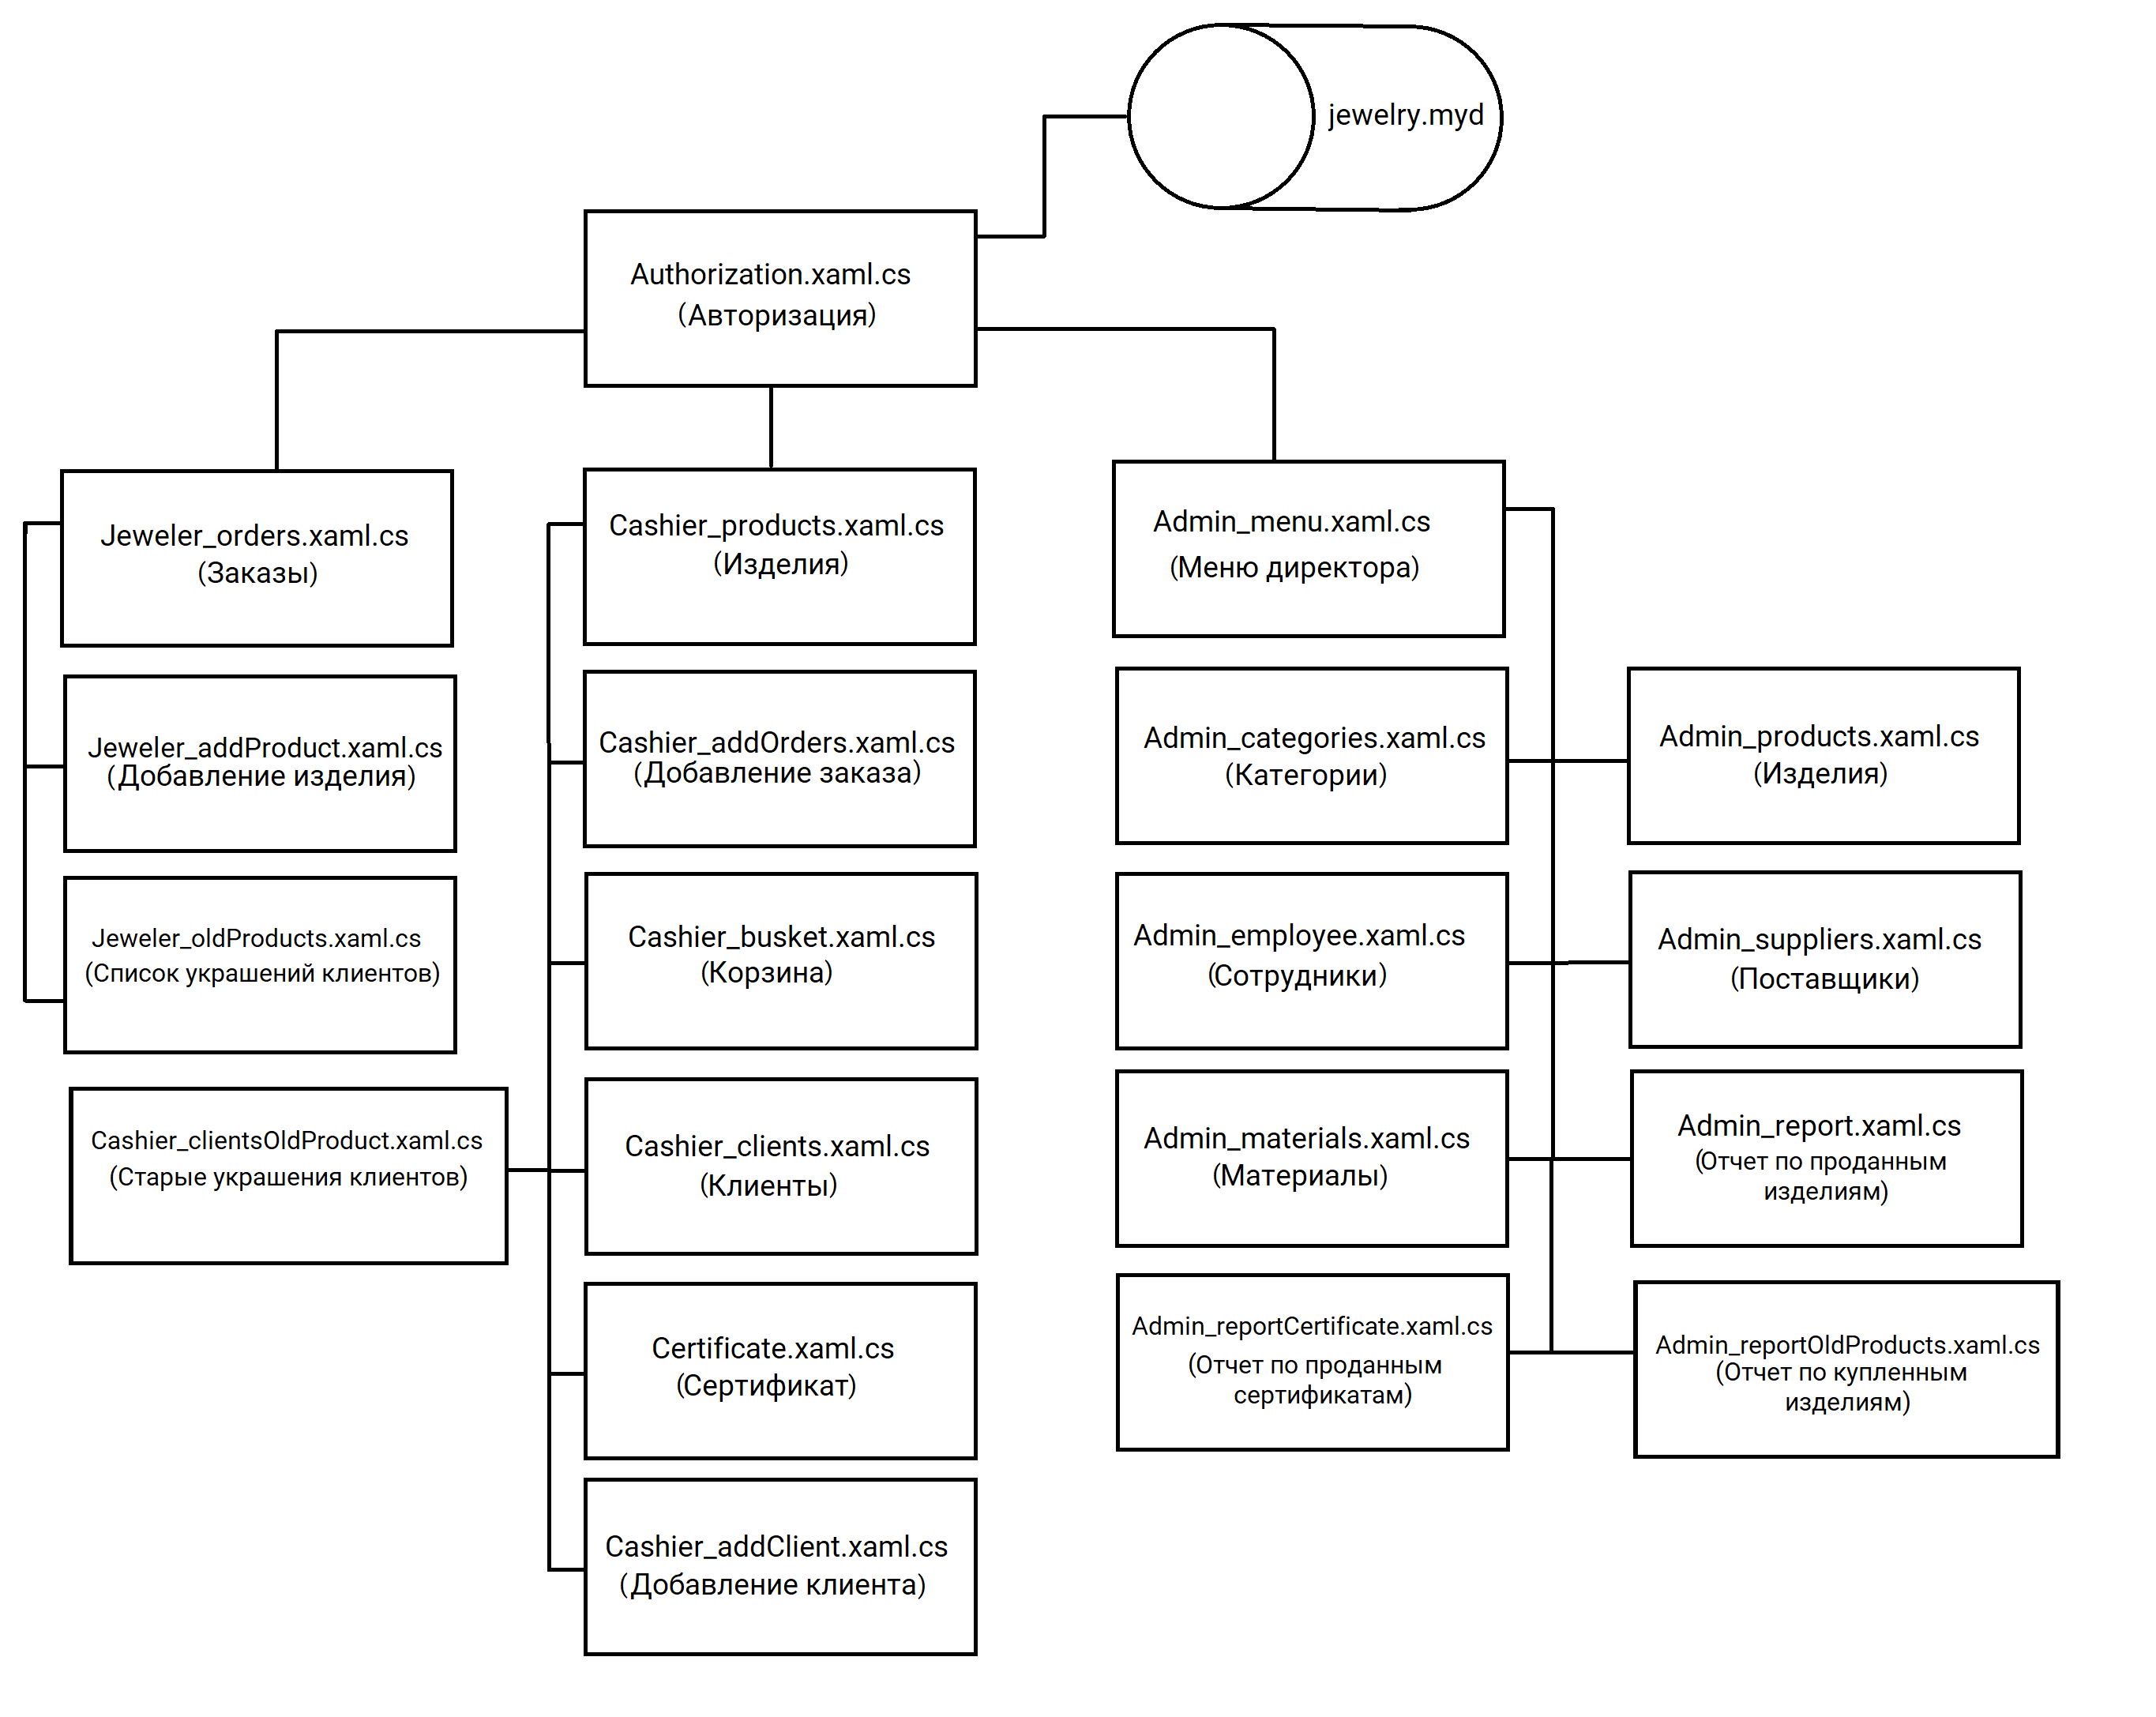 jewelry.myd
Authorization.xaml.cs
(Авторизация)
Jeweler_orders.xaml.cs
(Заказы)
Jeweler_addProduct.xaml.cs
(Добавление изделия)
Jeweler_oldProducts.xaml.cs
(Список украшений клиентов)
Cashier_clientsOldProduct.xaml.cs
(Старые украшения клиентов)
Cashier_products.xaml.cs
(Изделия)
Cashier_addOrders.xaml.cs
(Добавление заказа)
Cashier_busket.xaml.cs
(Корзина)
Cashier_clients.xaml.cs
(Клиенты)
Certificate.xaml.cs
(Сертификат)
Cashier_addClient.xaml.cs
(Добавление клиента)
Admin_menu.xaml.cs
(Меню директора)
Admin_categories.xaml.cs
(Категории)
Admin_employee.xaml.cs
(Сотрудники)
Admin_materials.xaml.cs
(Материалы)
Admin_reportCertificate.xaml.cs
(Отчет по проданным
сертификатам)
Admin_products.xaml.cs
(Изделия)
Admin_suppliers.xaml.cs
(Поставщики)
Admin_report.xaml.cs
(Отчет по проданным
изделиям)
Admin_reportOldProducts.xaml.cs
(Отчет по купленным
изделиям)